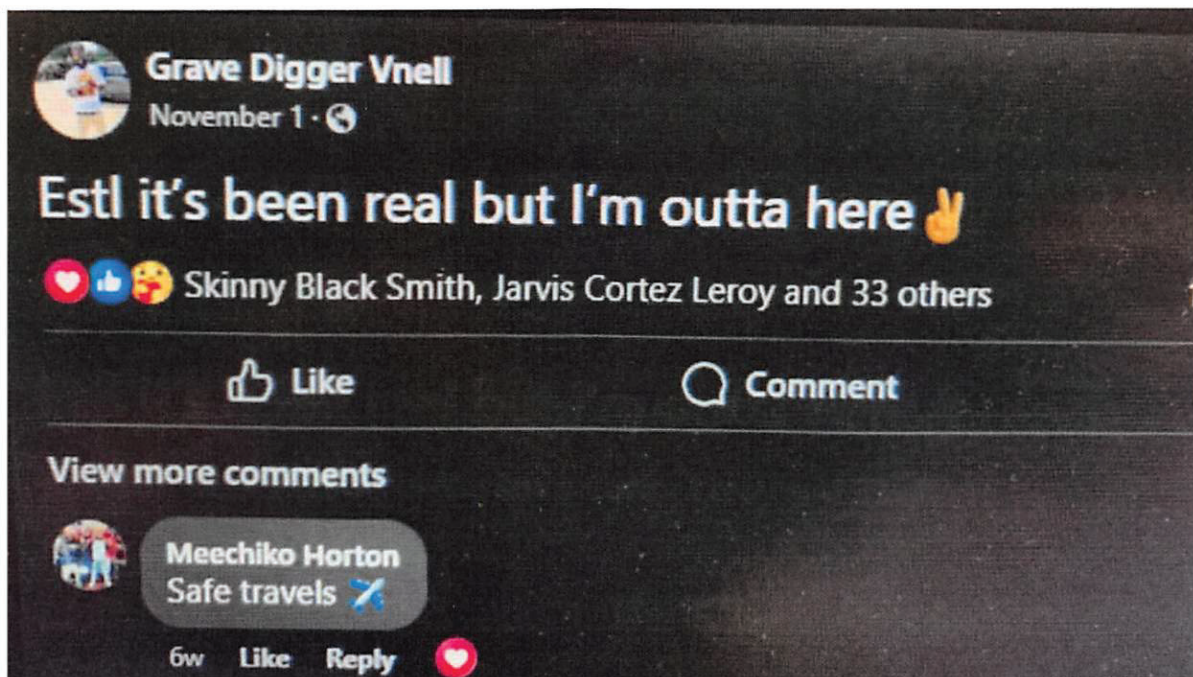 Grave Digger Vnell
November 1 ·
Estl it's been real but I'm outta here✌️
Skinny Black Smith, Jarvis Cortez Leroy and 33 others
Like Comment
View more comments
Meechiko Horton
Safe travels ✈️
6w Like Reply